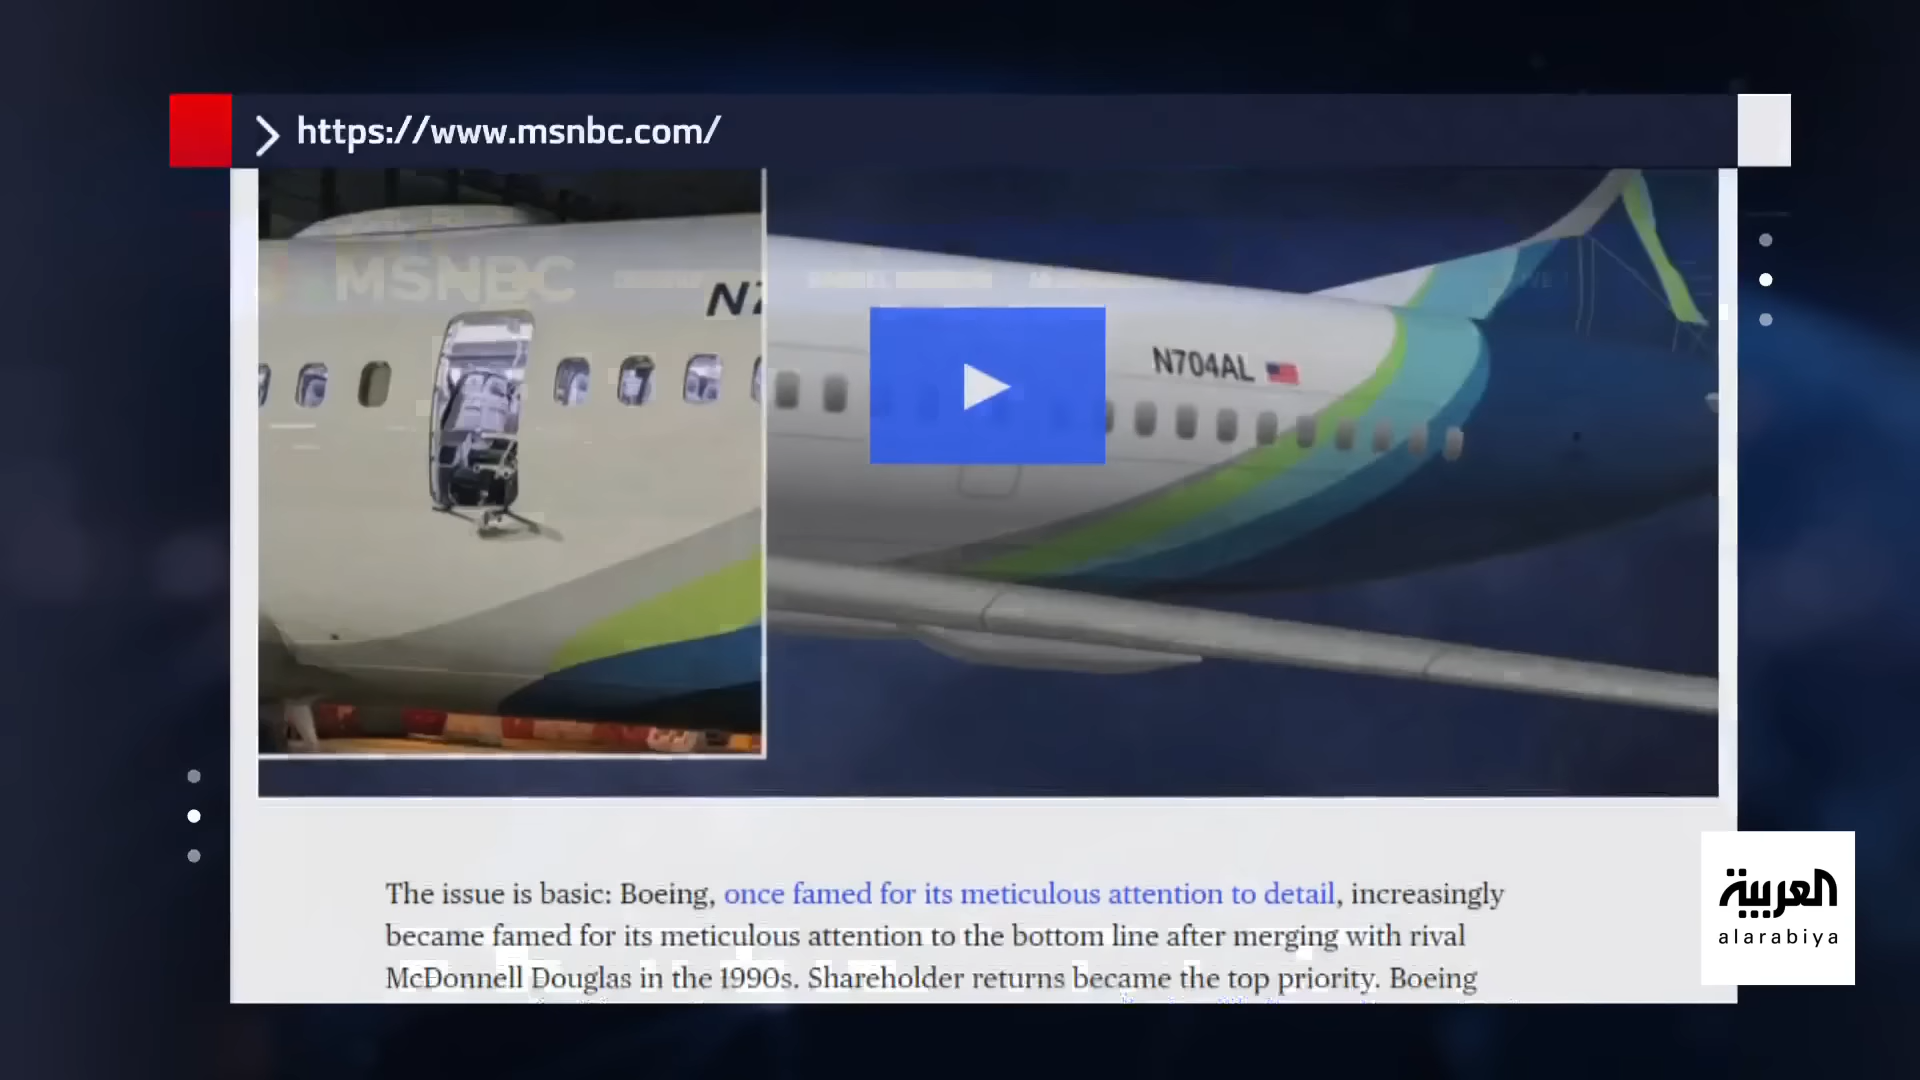 https://www.msnbc.com/
MSNBC
N7
N704AL
The issue is basic: Boeing, once famed for its meticulous attention to detail, increasingly
became famed for its meticulous attention to the bottom line after merging with rival
McDonnell Douglas in the 1990s. Shareholder returns became the top priority. Boeing
العربية
alarabiya